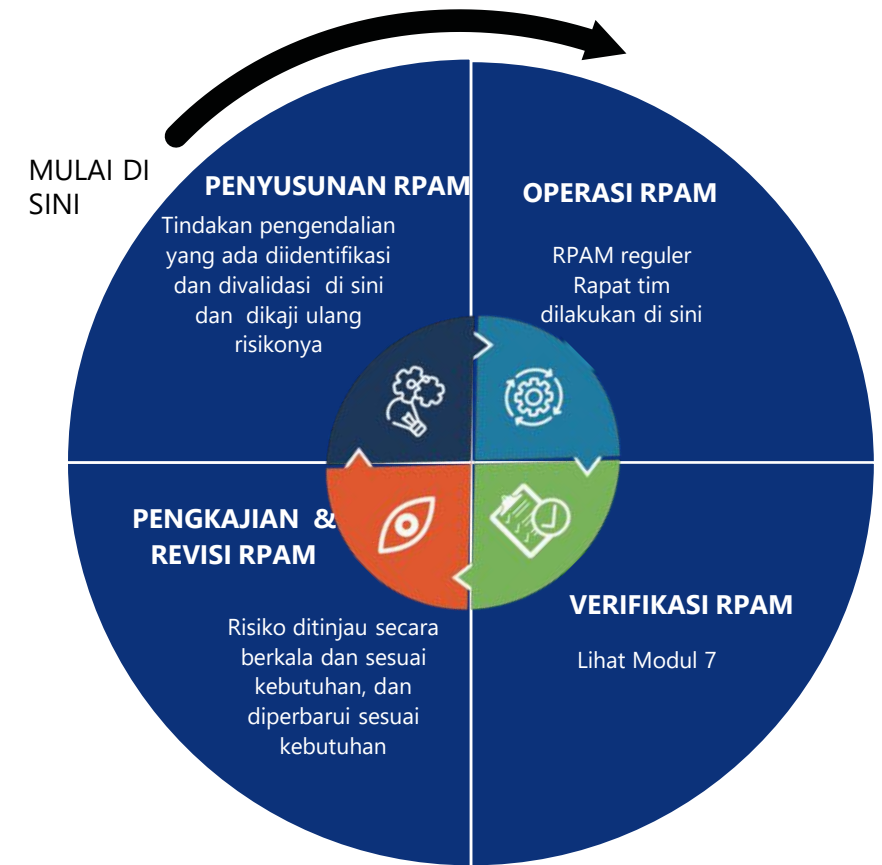 MULAI DI
SINI
PENYUSUNAN RPAM
Tindakan pengendalian
yang ada diidentifikasi
dan divalidasi di sini
dan dikaji ulang
risikonya
OPERASI RPAM
RPAM reguler
Rapat tim
dilakukan di sini
PENGKAJIAN &
REVISI RPAM
Risiko ditinjau secara
berkala dan sesuai
kebutuhan, dan
diperbarui sesuai
kebutuhan
VERIFIKASI RPAM
Lihat Modul 7